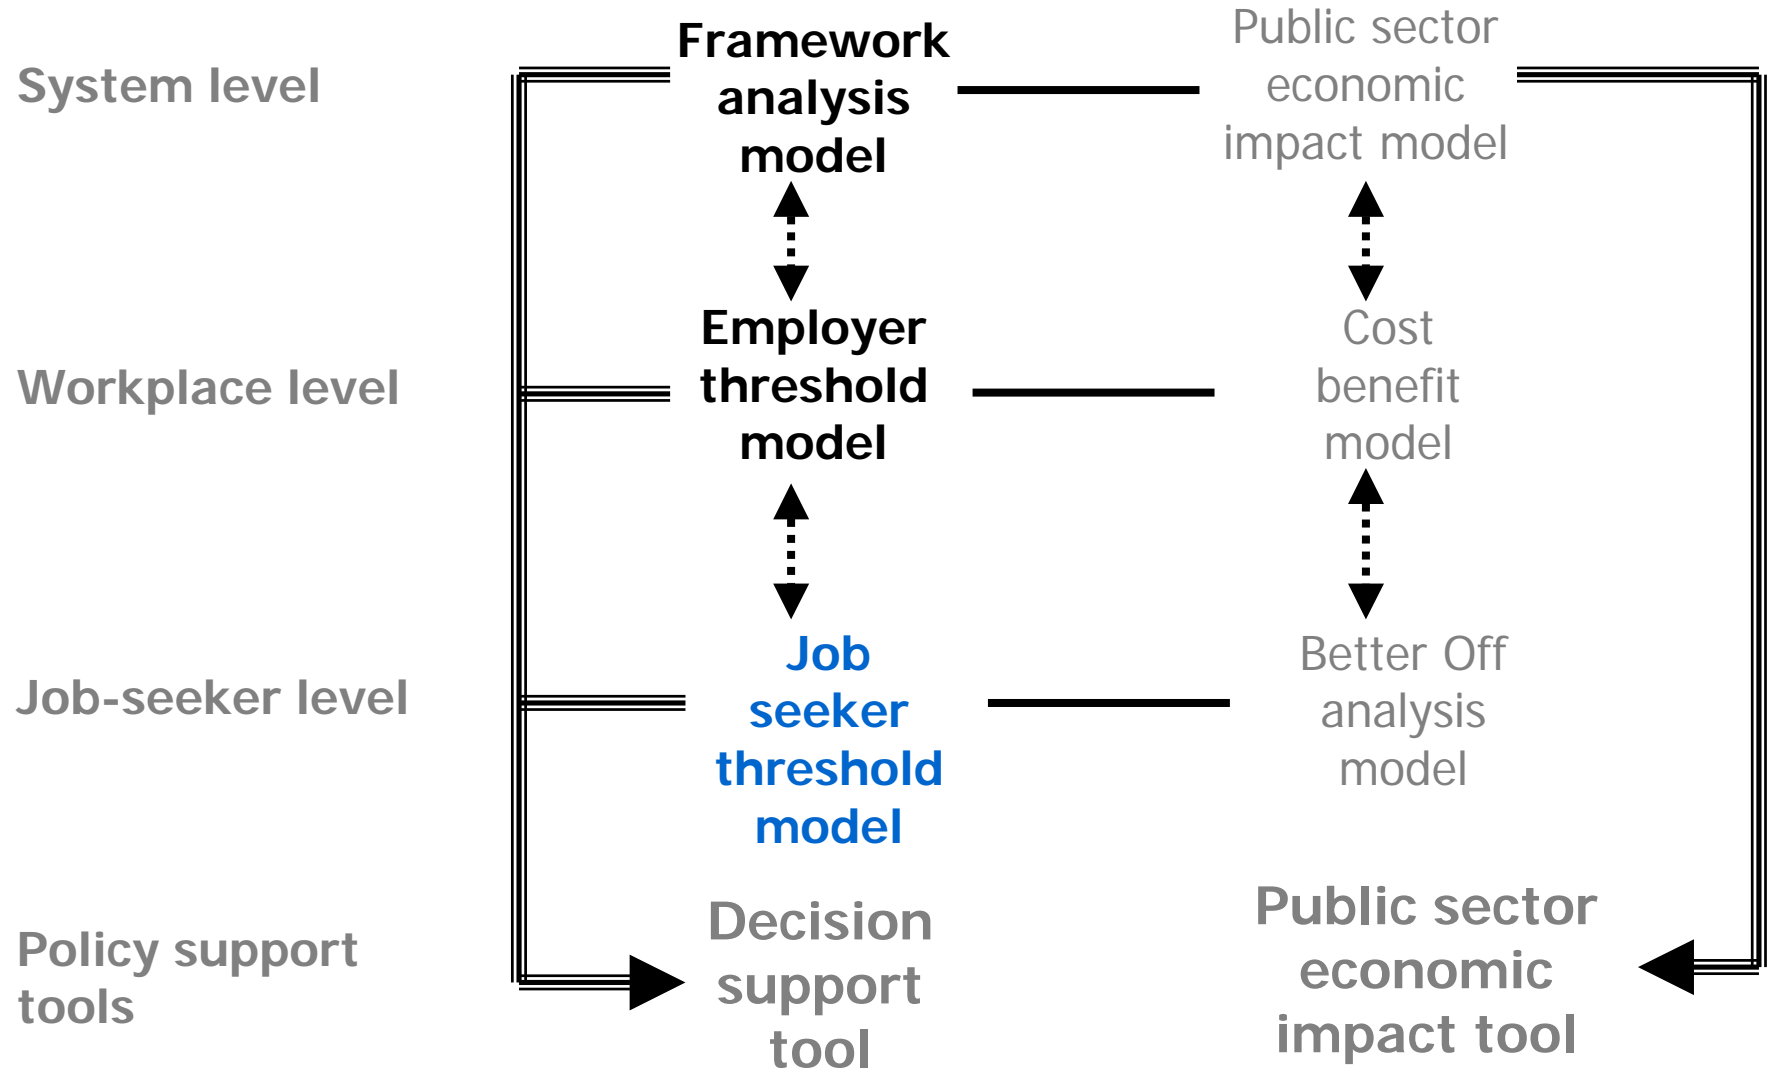 System level
Framework
analysis
model
Public sector
economic
impact model
Workplace level
Employer
threshold
model
Cost
benefit
model
Job-seeker level
Job
seeker
threshold
model
Better Off
analysis
model
Policy support
tools
Decision
support
tool
Public sector
economic
impact tool